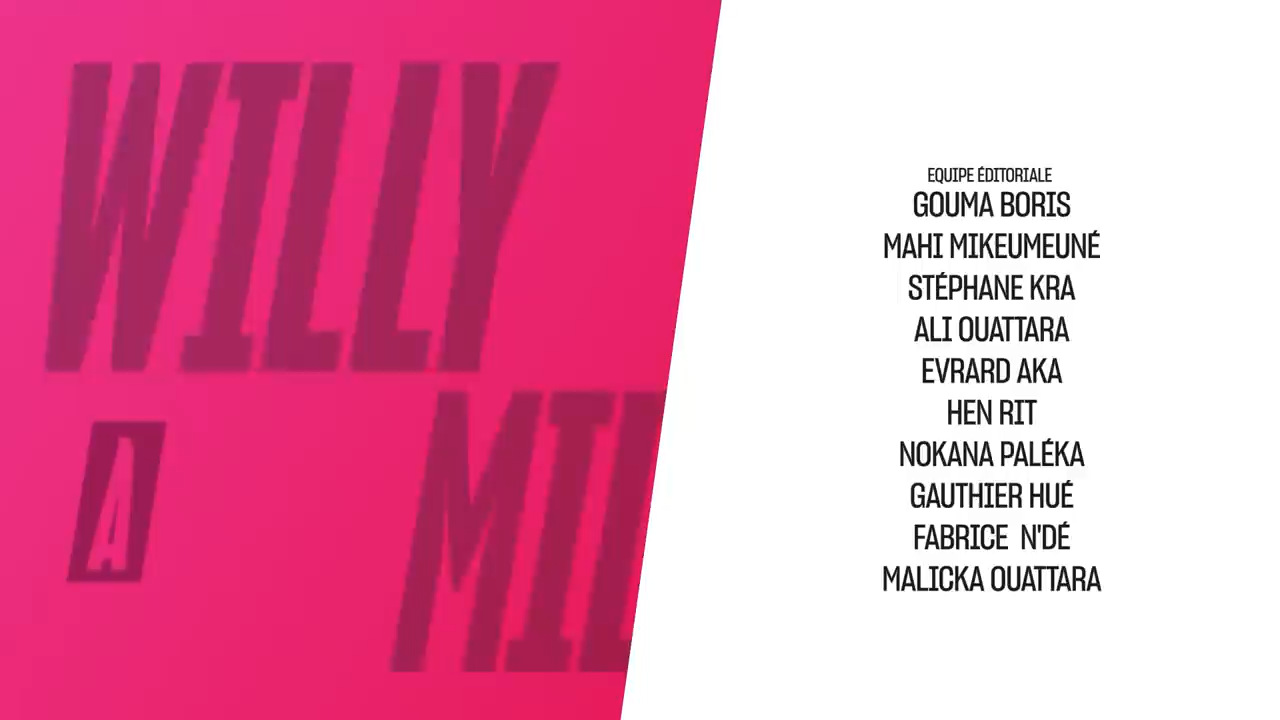 WILLY
A
MIL
EQUIPE ÉDITORIALE
GOUMA BORIS
MAHI MIKEUMEUNÉ
STÉPHANE KRA
ALI OUATTARA
EVRARD AKA
HEN RIT
NOKANA PALÉKA
GAUTHIER HUÉ
FABRICE N'DÉ
MALICKA OUATTARA